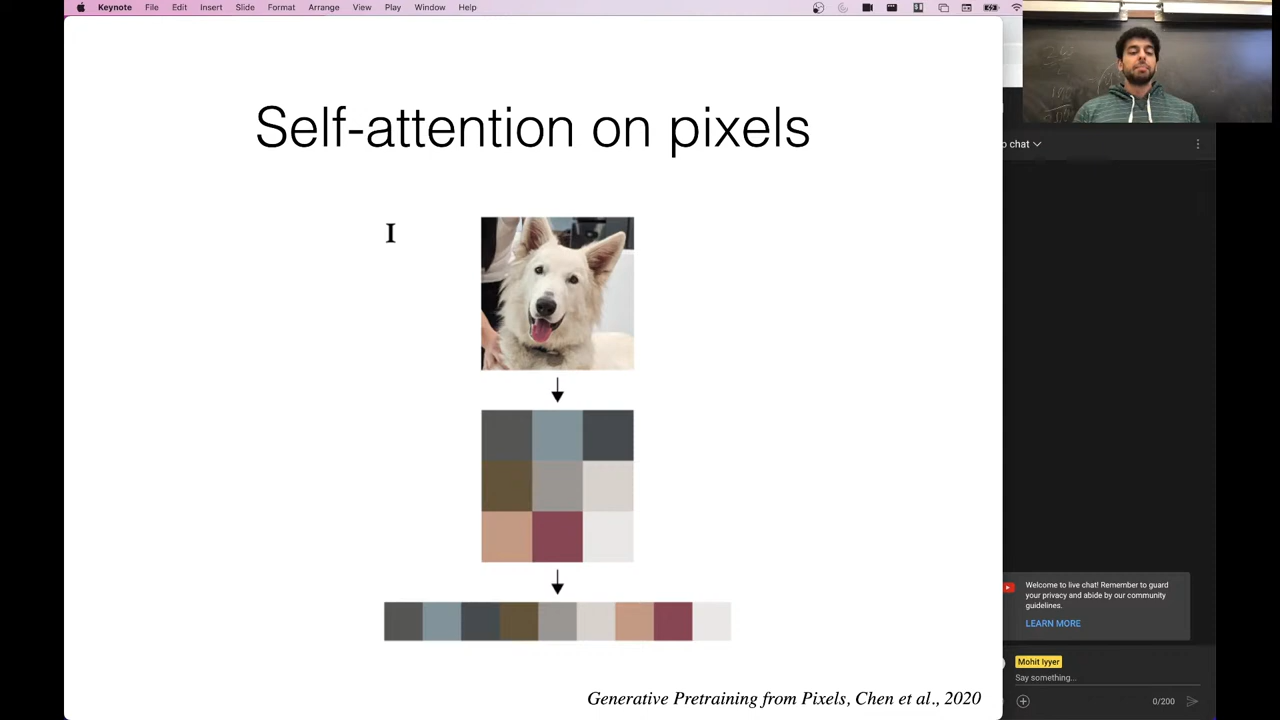 Keynote File Edit Insert Slide Format Arrange View Play Window Help
Self-attention on pixels
Generative Pretraining from Pixels, Chen et al., 2020
chat
Welcome to live chat! Remember to guard
your privacy and abide by our community
guidelines.
LEARN MORE
Mohit Iyyer
Say something...
0/200